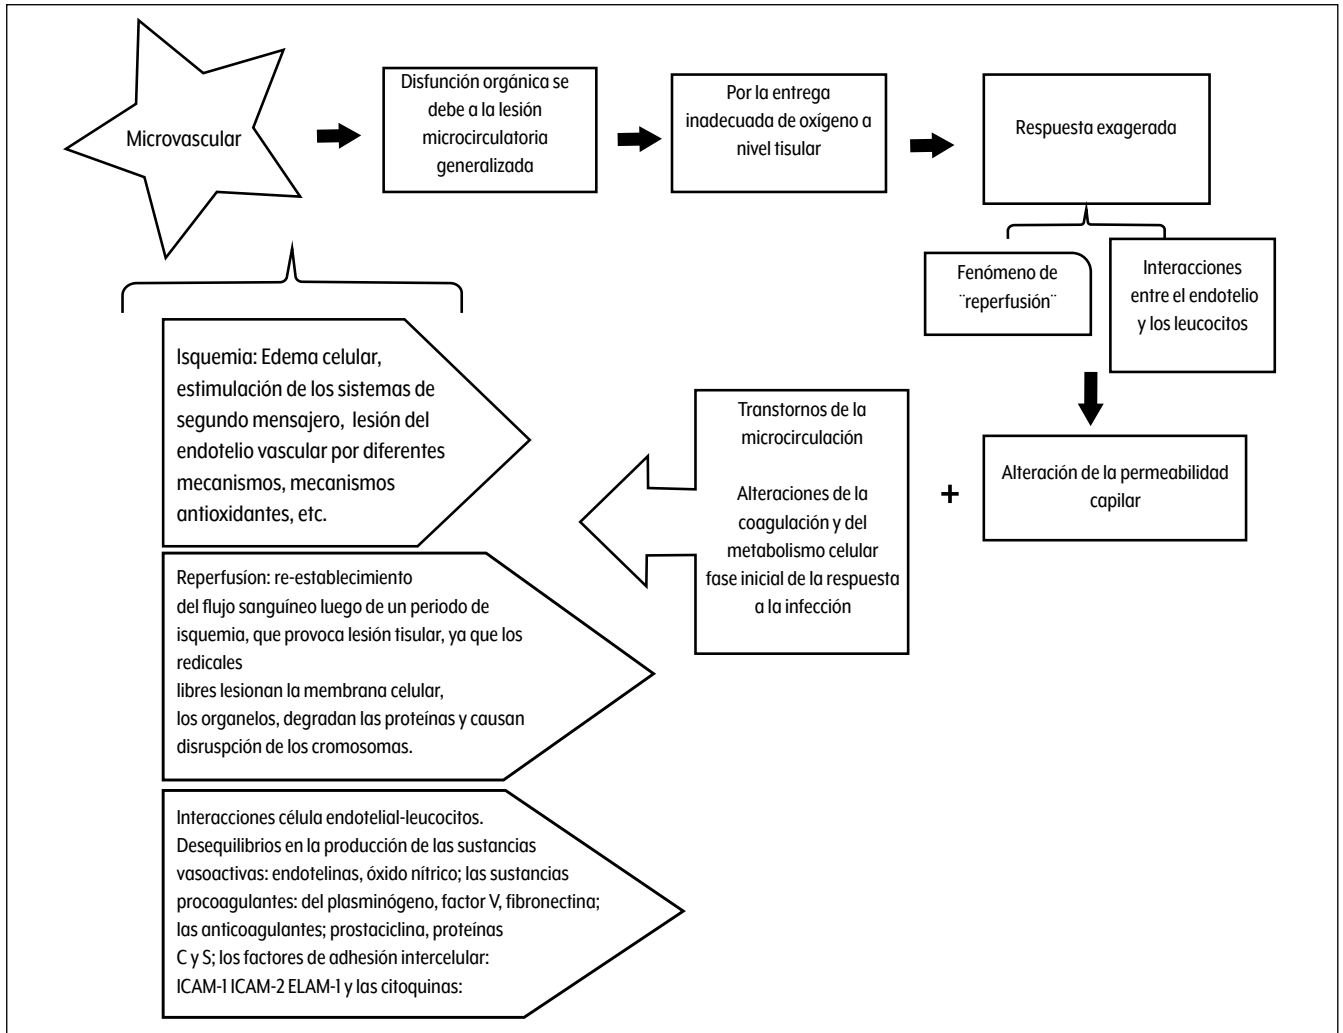 Microvascular
Disfunción orgánica se
debe a la lesión
microcirculatoria
generalizada
Por la entrega
inadecuada de oxígeno a
nivel tisular
Respuesta exagerada
Fenómeno de
¨reperfusión¨
Interacciones
entre el endotelio
y los leucocitos
Alteración de la permeabilidad
capilar
+
Transtornos de la
microcirculación
Alteraciones de la
coagulación y del
metabolismo celular
fase inicial de la respuesta
a la infección
Isquemia: Edema celular,
estimulación de los sistemas de
segundo mensajero, lesión del
endotelio vascular por diferentes
mecanismos, mecanismos
antioxidantes, etc.
Reperfusíon: re-establecimiento
del flujo sanguíneo luego de un periodo de
isquemia, que provoca lesión tisular, ya que los
redicales
libres lesionan la membrana celular,
los organelos, degradan las proteínas y causan
disruspción de los cromosomas.
Interacciones célula endotelial-leucocitos.
Desequilibrios en la producción de las sustancias
vasoactivas: endotelinas, óxido nítrico; las sustancias
procoagulantes: del plasminógeno, factor V, fibronectina;
las anticoagulantes; prostaciclina, proteínas
C y S; los factores de adhesión intercelular:
ICAM-1 ICAM-2 ELAM-1 y las citoquinas: